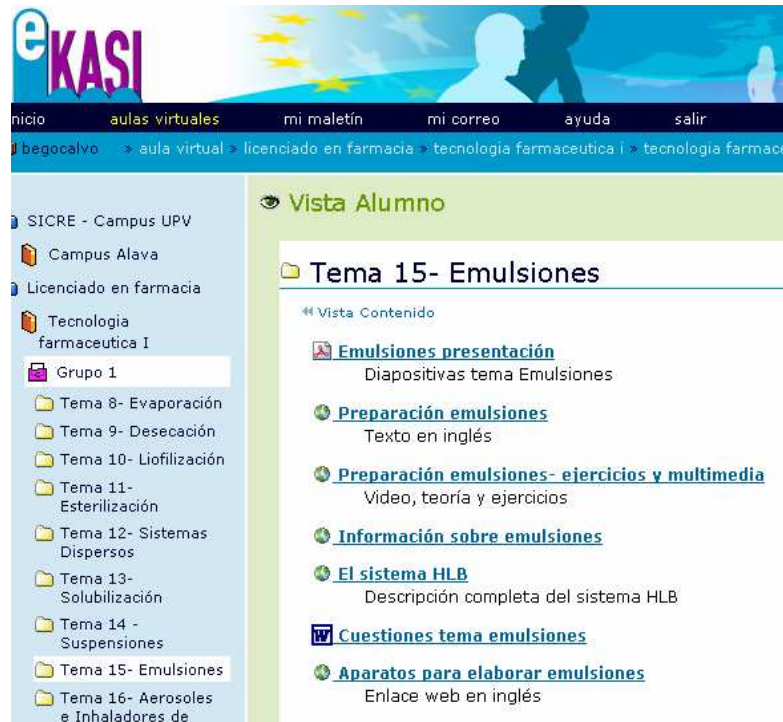 eKASI
nicio aulas virtuales mi maletín mi correo ayuda salir
begocalvo » aula virtual » licenciado en farmacia » tecnologia farmaceutica i » tecnologia farmace
SICRE - Campus UPV
Campus Alava
Licenciado en farmacia
Tecnologia
farmaceutica I
Grupo 1
Tema 8- Evaporación
Tema 9- Desecación
Tema 10- Liofilización
Tema 11-
Esterilización
Tema 12- Sistemas
Dispersos
Tema 13-
Solubilización
Tema 14 -
Suspensiones
Tema 15- Emulsiones
Tema 16- Aerosoles
e Inhaladores de
Vista Alumno
Tema 15- Emulsiones
Vista Contenido
Emulsiones presentación
Diapositivas tema Emulsiones
Preparación emulsiones
Texto en inglés
Preparación emulsiones- ejercicios y multimedia
Video, teoría y ejercicios
Información sobre emulsiones
El sistema HLB
Descripción completa del sistema HLB
Cuestiones tema emulsiones
Aparatos para elaborar emulsiones
Enlace web en inglés